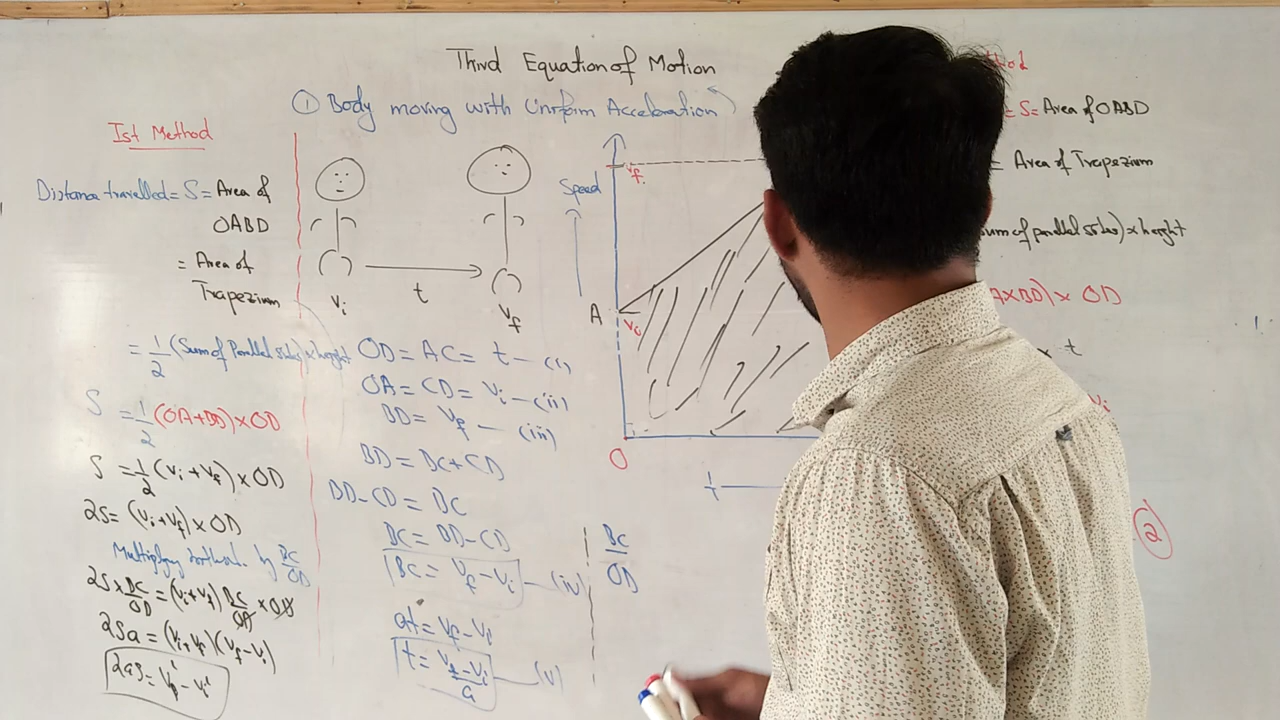 Third Equation of Motion
① Body moving with Uniform Acceleration
Ist Method
Distance travelled = S = Area of
OABD
= Area of
Trapezium
= 1/2 (Sum of Parallel sides) x height
S = 1/2 (OA+BD) x OD
S = 1/2 (Vi + Vf) x OD
2S = (Vi + Vf) x OD
Multiplying both by BC/OD
2S x BC/OD = (Vi + Vf) BC/OD x OD
2Sa = (Vi + Vf)(Vf - Vi)
2as = Vf² - Vi²
Vi
t
Vf
OD = AC = t — (i)
OA = CD = Vi — (ii)
BD = Vf — (iii)
BD = BC + CD
BD - CD = BC
BC = BD - CD
BC = Vf - Vi — (iv)
at = Vf - Vi
t = Vf - Vi/a — (v)
BC/OD
Speed
Vf
A
Vi
O
t
S = Area of OABD
= Area of Trapezium
sum of parallel sides) x height
AxBD) x OD
x t
Vi
②